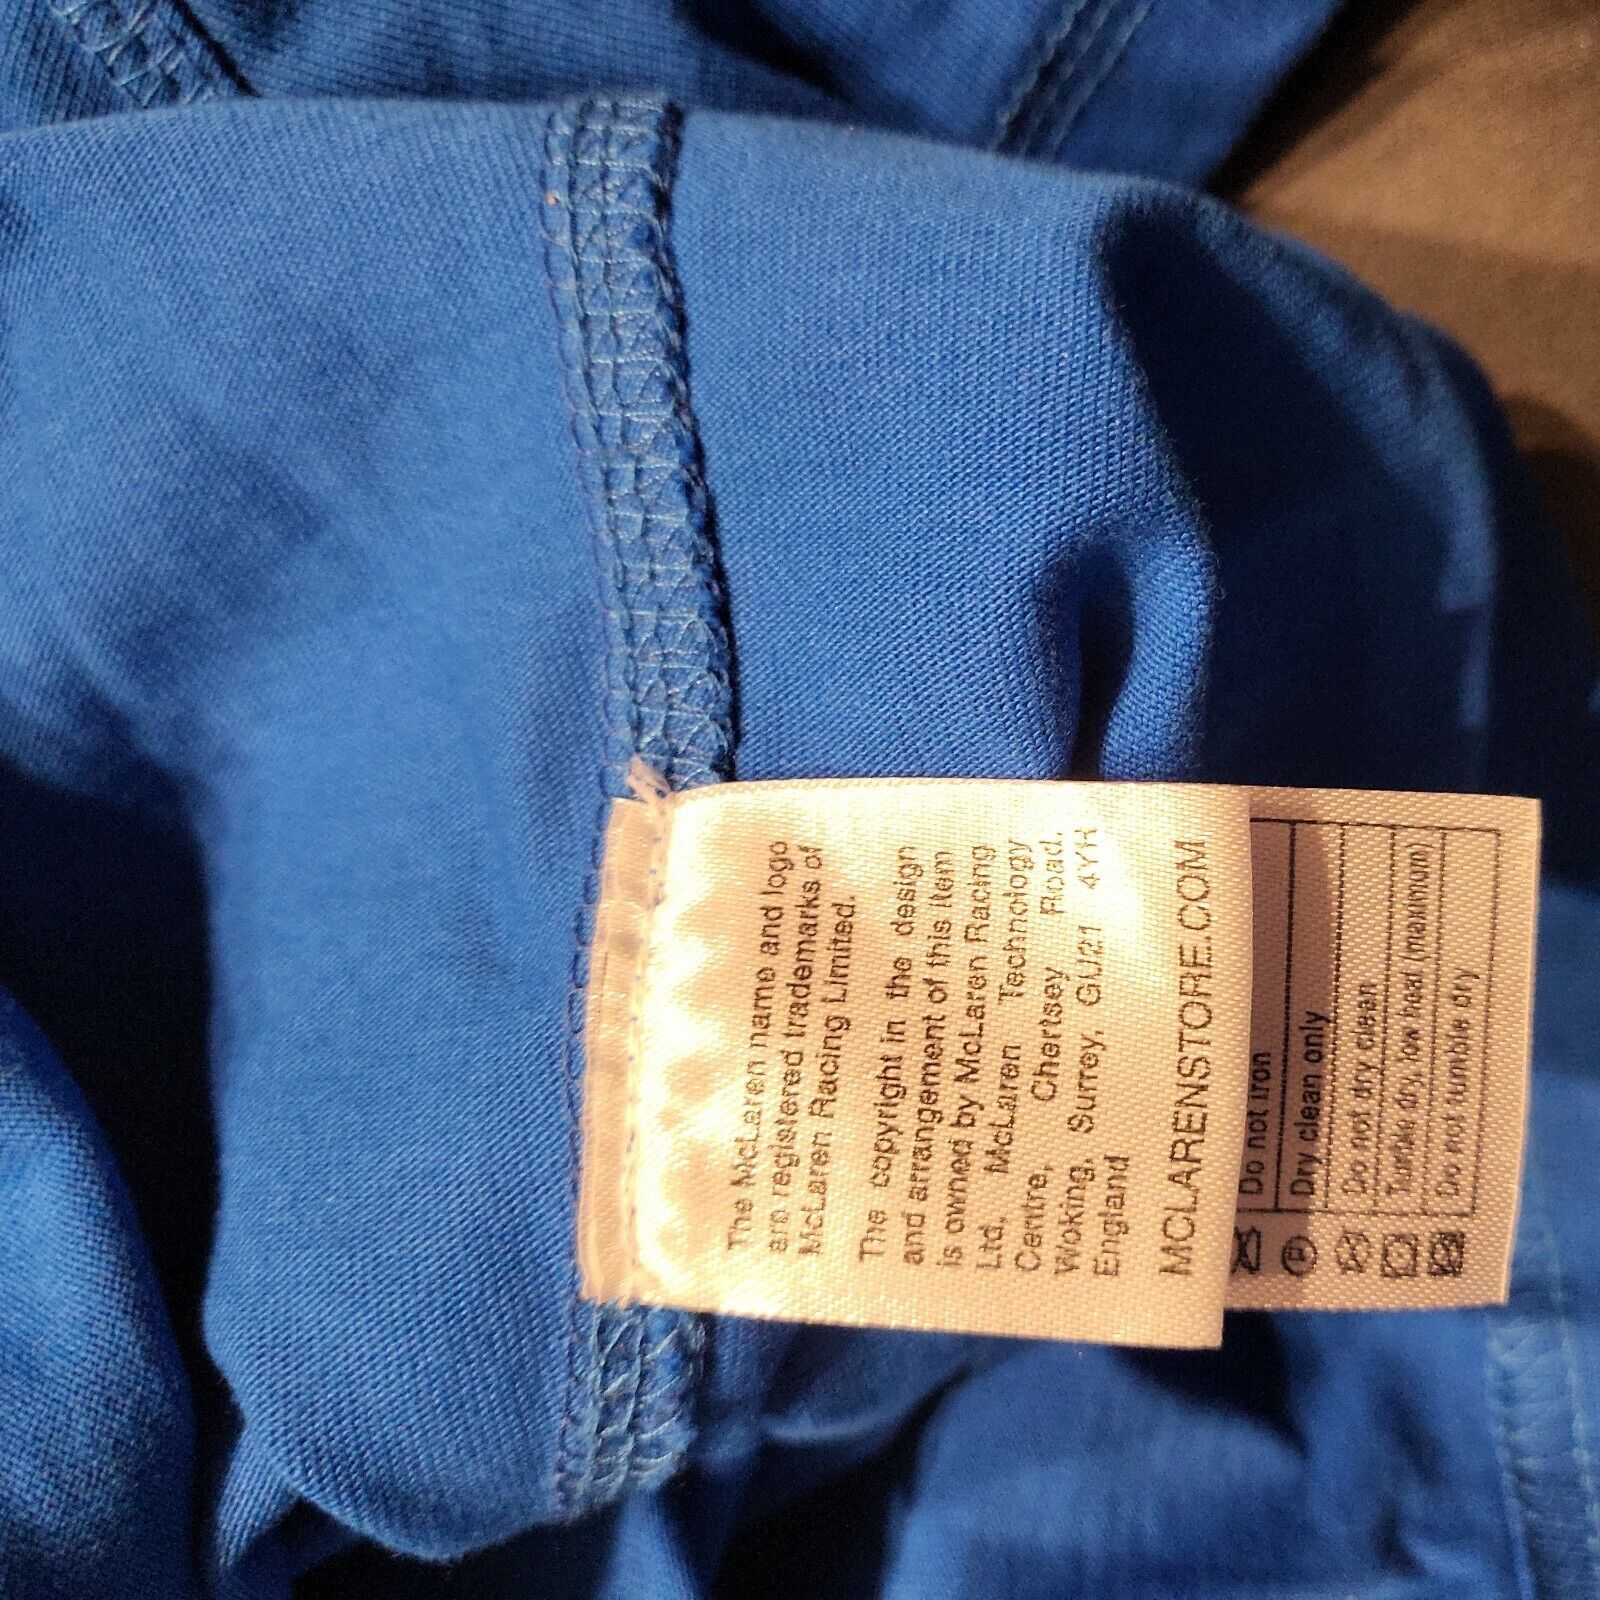 The McLaren name and logo
are registered trademarks of
McLaren Racing Limited.
The copyright in the design
and arrangement of this item
is owned by McLaren Racing
Ltd, McLaren Technology
Centre, Chertsey Road,
Woking, Surrey, GU21 4YH
England
MCLARENSTORE.COM
Do not iron
Dry clean only
Do not dry clean
Tumble dry, low heat (maximum)
Do not tumble dry